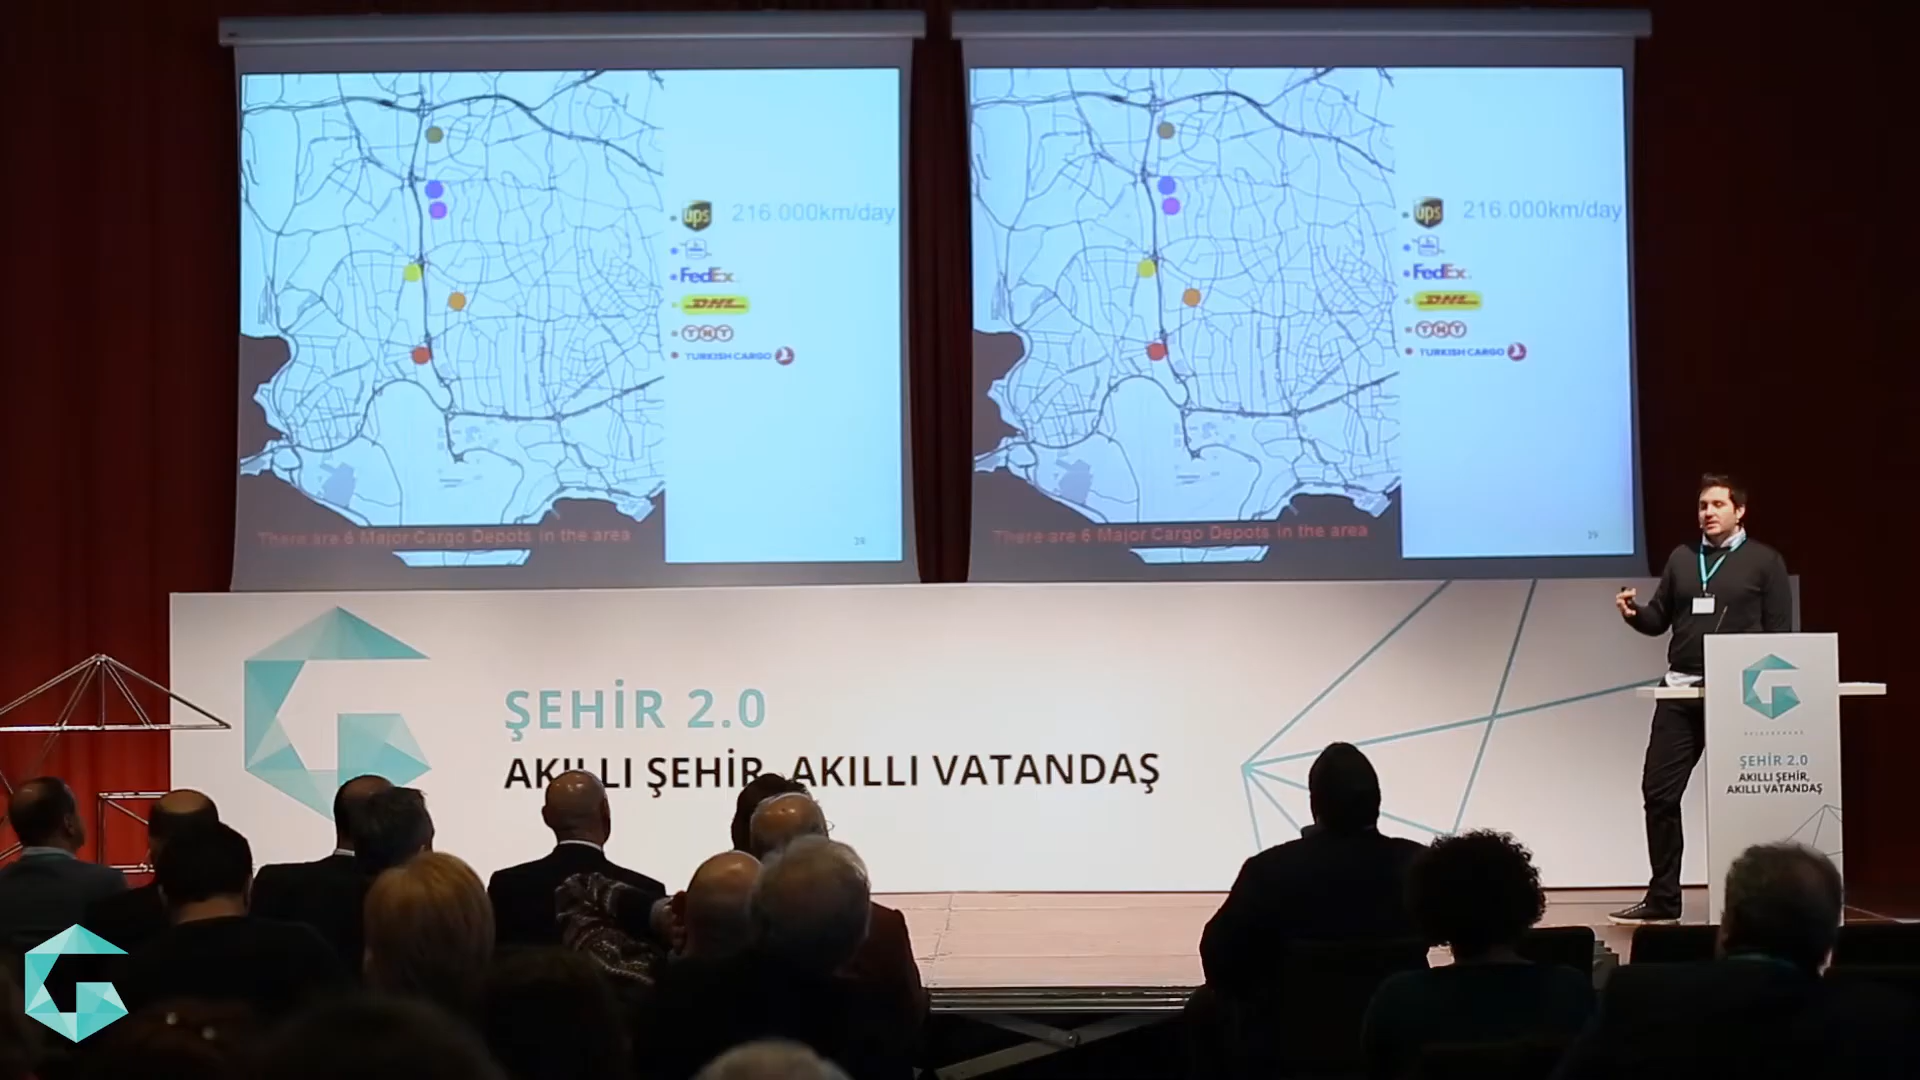 ups 216.000km/day
FedEx
DHL
TNT
TURKISH CARGO
There are 6 Major Cargo Depots in the area
ups 216.000km/day
FedEx
DHL
TNT
TURKISH CARGO
There are 6 Major Cargo Depots in the area
ŞEHİR 2.0
AKILLI ŞEHİR, AKILLI VATANDAŞ
ŞEHİR 2.0
AKILLI ŞEHİR,
AKILLI VATANDAŞ